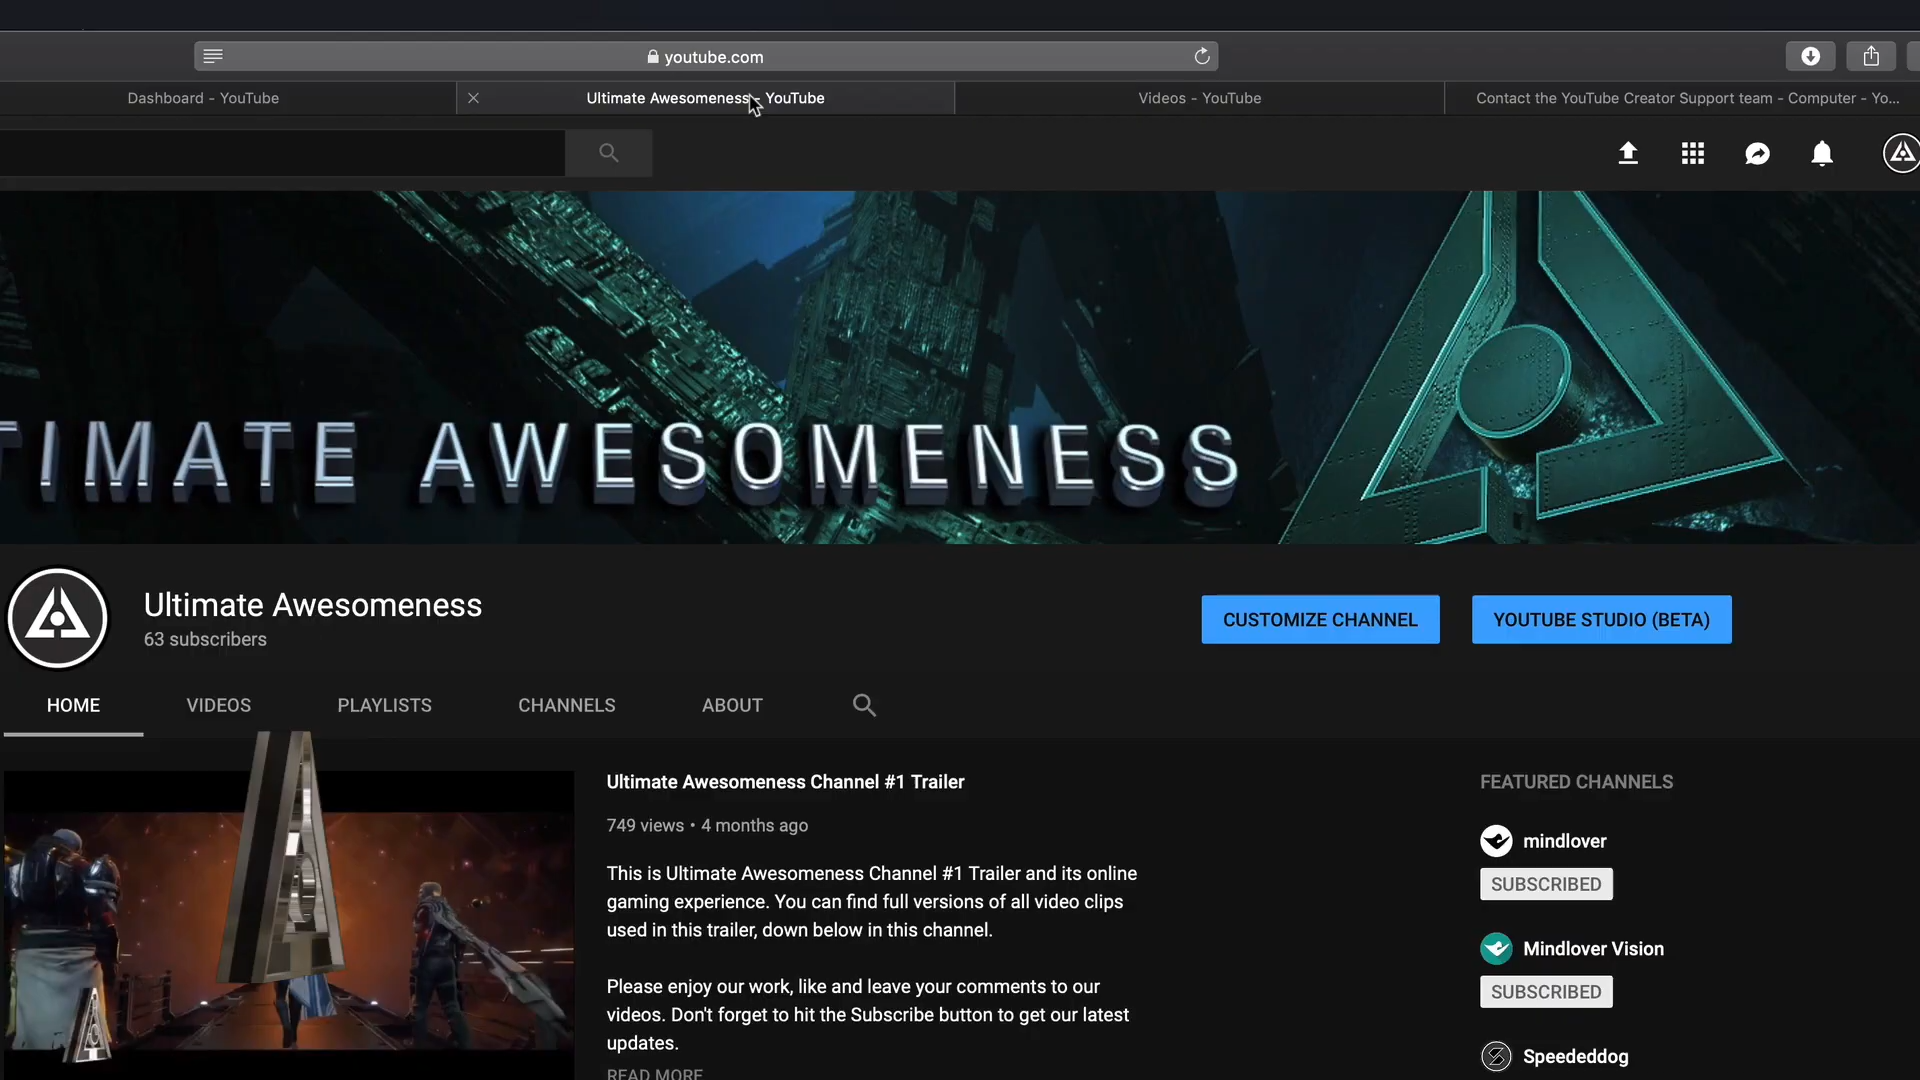 youtube.com
Dashboard - YouTube
Ultimate Awesomeness - YouTube
Videos - YouTube
Contact the YouTube Creator Support team - Computer - Yo...
TIMATE AWESOMENESS
Ultimate Awesomeness
63 subscribers
CUSTOMIZE CHANNEL
YOUTUBE STUDIO (BETA)
HOME
VIDEOS
PLAYLISTS
CHANNELS
ABOUT
Ultimate Awesomeness Channel #1 Trailer
749 views • 4 months ago
This is Ultimate Awesomeness Channel #1 Trailer and its online
gaming experience. You can find full versions of all video clips
used in this trailer, down below in this channel.
Please enjoy our work, like and leave your comments to our
videos. Don't forget to hit the Subscribe button to get our latest
updates.
READ MORE
FEATURED CHANNELS
mindlover
SUBSCRIBED
Mindlover Vision
SUBSCRIBED
Speededdog